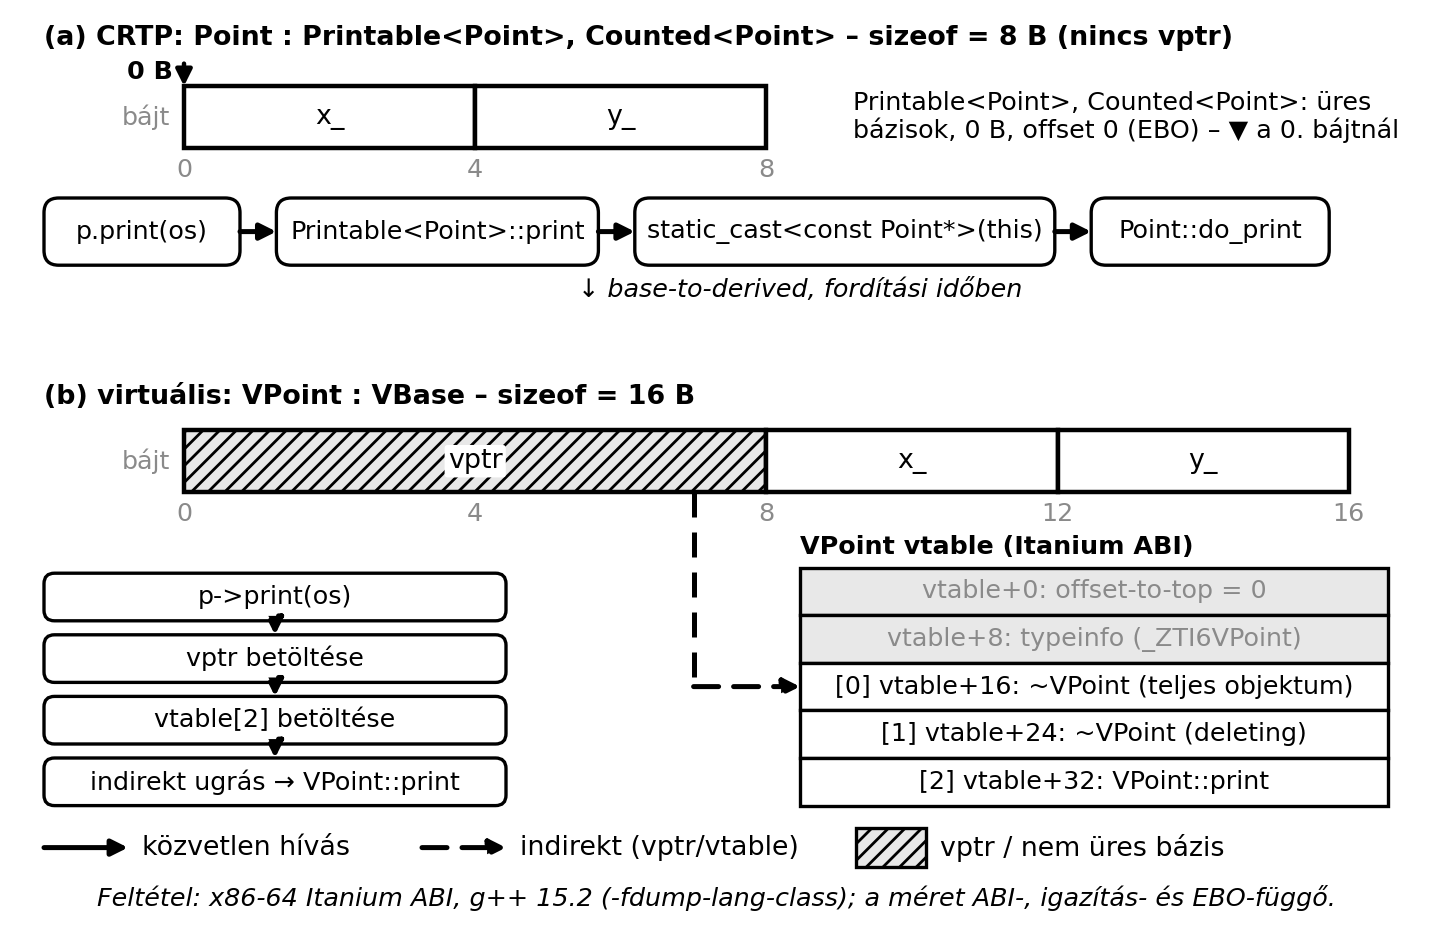 (a) CRTP: Point : Printable<Point>, Counted<Point> – sizeof = 8 B (nincs vptr)
0 B
bájt
x_
y_
Printable<Point>, Counted<Point>: üres
bázisok, 0 B, offset 0 (EBO) – ▼ a 0. bájtnál
0
4
8
p.print(os)
Printable<Point>::print
static_cast<const Point*>(this)
Point::do_print
↓ base-to-derived, fordítási időben
(b) virtuális: VPoint : VBase – sizeof = 16 B
bájt
vptr
x_
y_
0
4
8
12
16
p->print(os)
vptr betöltése
vtable[2] betöltése
indirekt ugrás → VPoint::print
VPoint vtable (Itanium ABI)
vtable+0: offset-to-top = 0
vtable+8: typeinfo (_ZTI6VPoint)
[0] vtable+16: ~VPoint (teljes objektum)
[1] vtable+24: ~VPoint (deleting)
[2] vtable+32: VPoint::print
közvetlen hívás
indirekt (vptr/vtable)
vptr / nem üres bázis
Feltétel: x86-64 Itanium ABI, g++ 15.2 (-fdump-lang-class); a méret ABI-, igazítás- és EBO-függő.